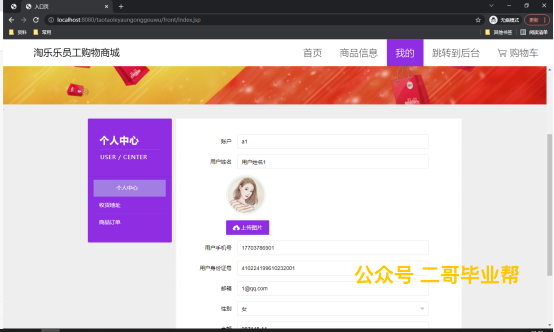 入口页
localhost:8080/taotaoleyuangonggouwu/front/index.jsp
无痕模式
更新
资料
常用
其他书签
阅读清单
淘乐乐员工购物商城
首页
商品信息
我的
跳转到后台
购物车
个人中心
USER / CENTER
个人中心
收货地址
商品订单
账户
a1
用户姓名
用户姓名1
上传图片
用户手机号
17703786901
用户身份证号
410224199610232001
邮箱
1@qq.com
性别
女
公众号 二哥毕业帮